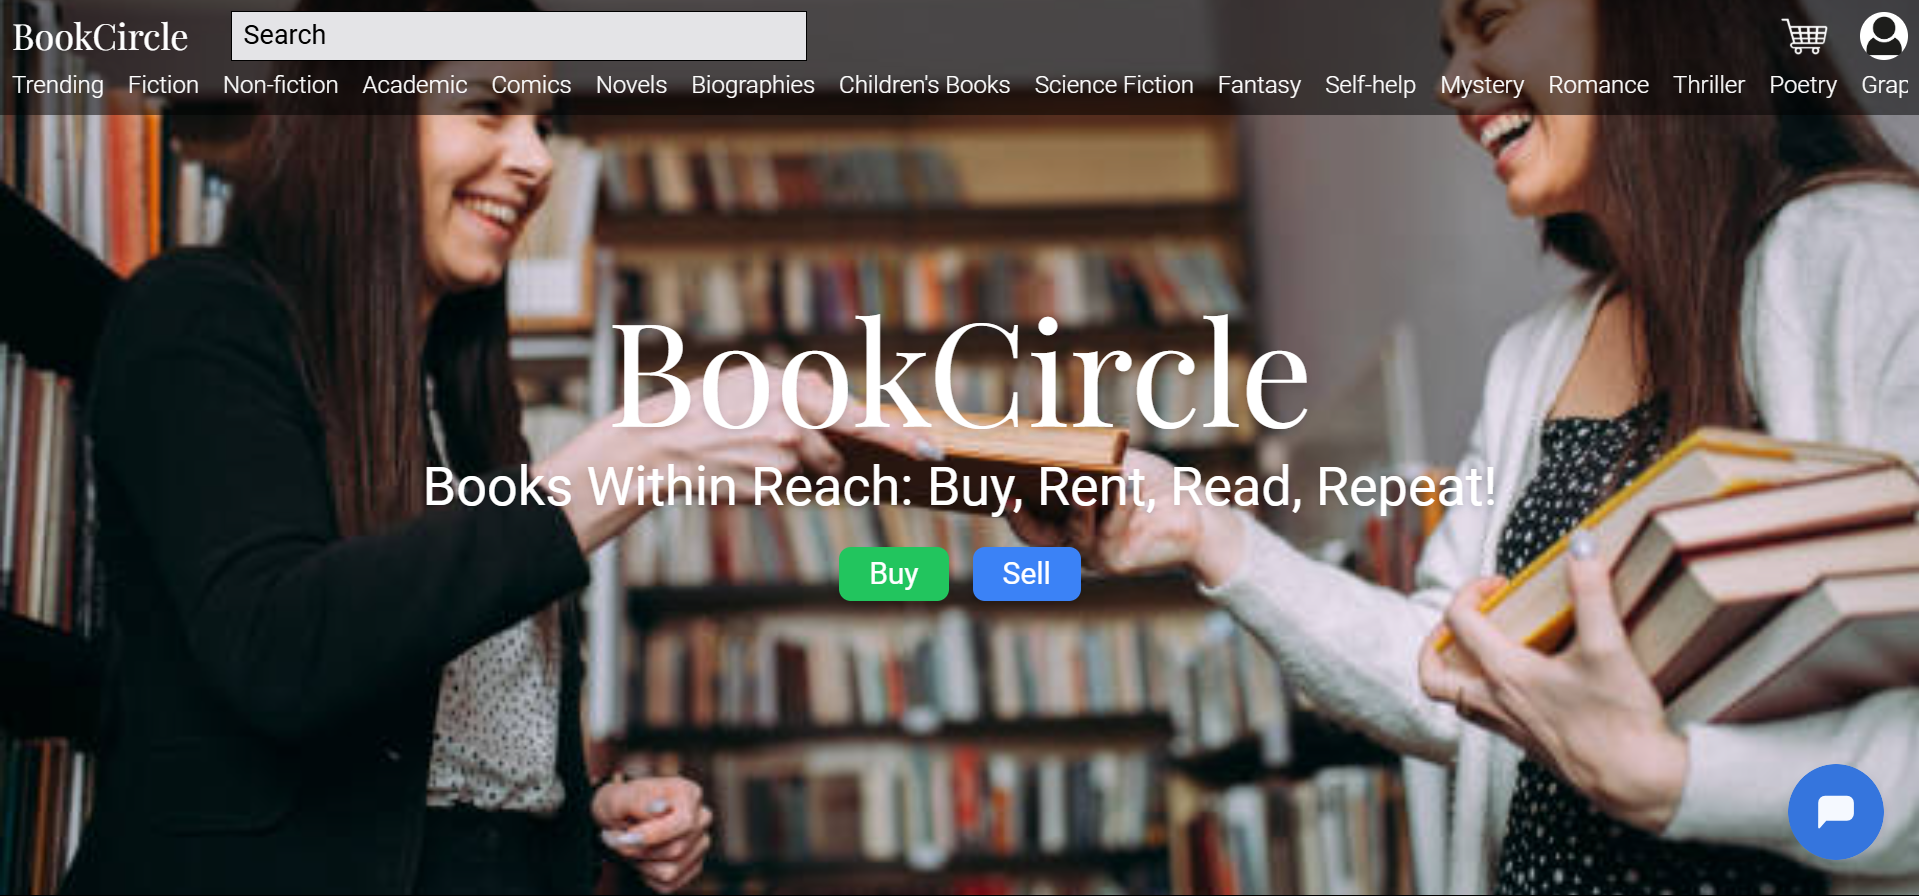 BookCircle
Search
Trending Fiction Non-fiction Academic Comics Novels Biographies Children's Books Science Fiction Fantasy Self-help Mystery Romance Thriller Poetry Grap
BookCircle
Books Within Reach: Buy, Rent, Read, Repeat!
Buy Sell